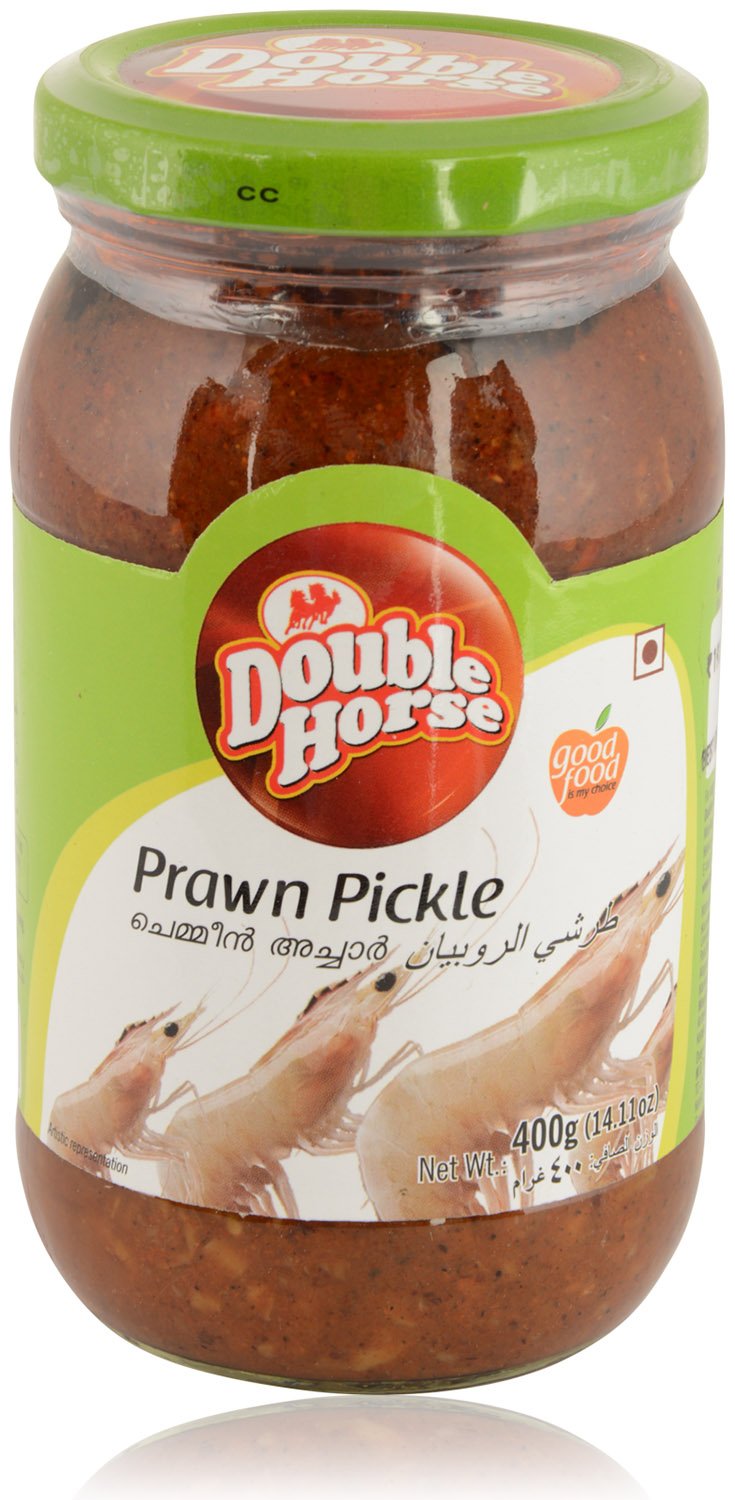 Double
Horse
CC
Double
Horse
good
food
is my choice
Prawn Pickle
ചെമ്മീൻ അച്ചാർ طرشي الروبيان
Artistic representation
Net Wt.: 400g (14.11oz)
الوزن الصافي: ٤٠٠ غرام